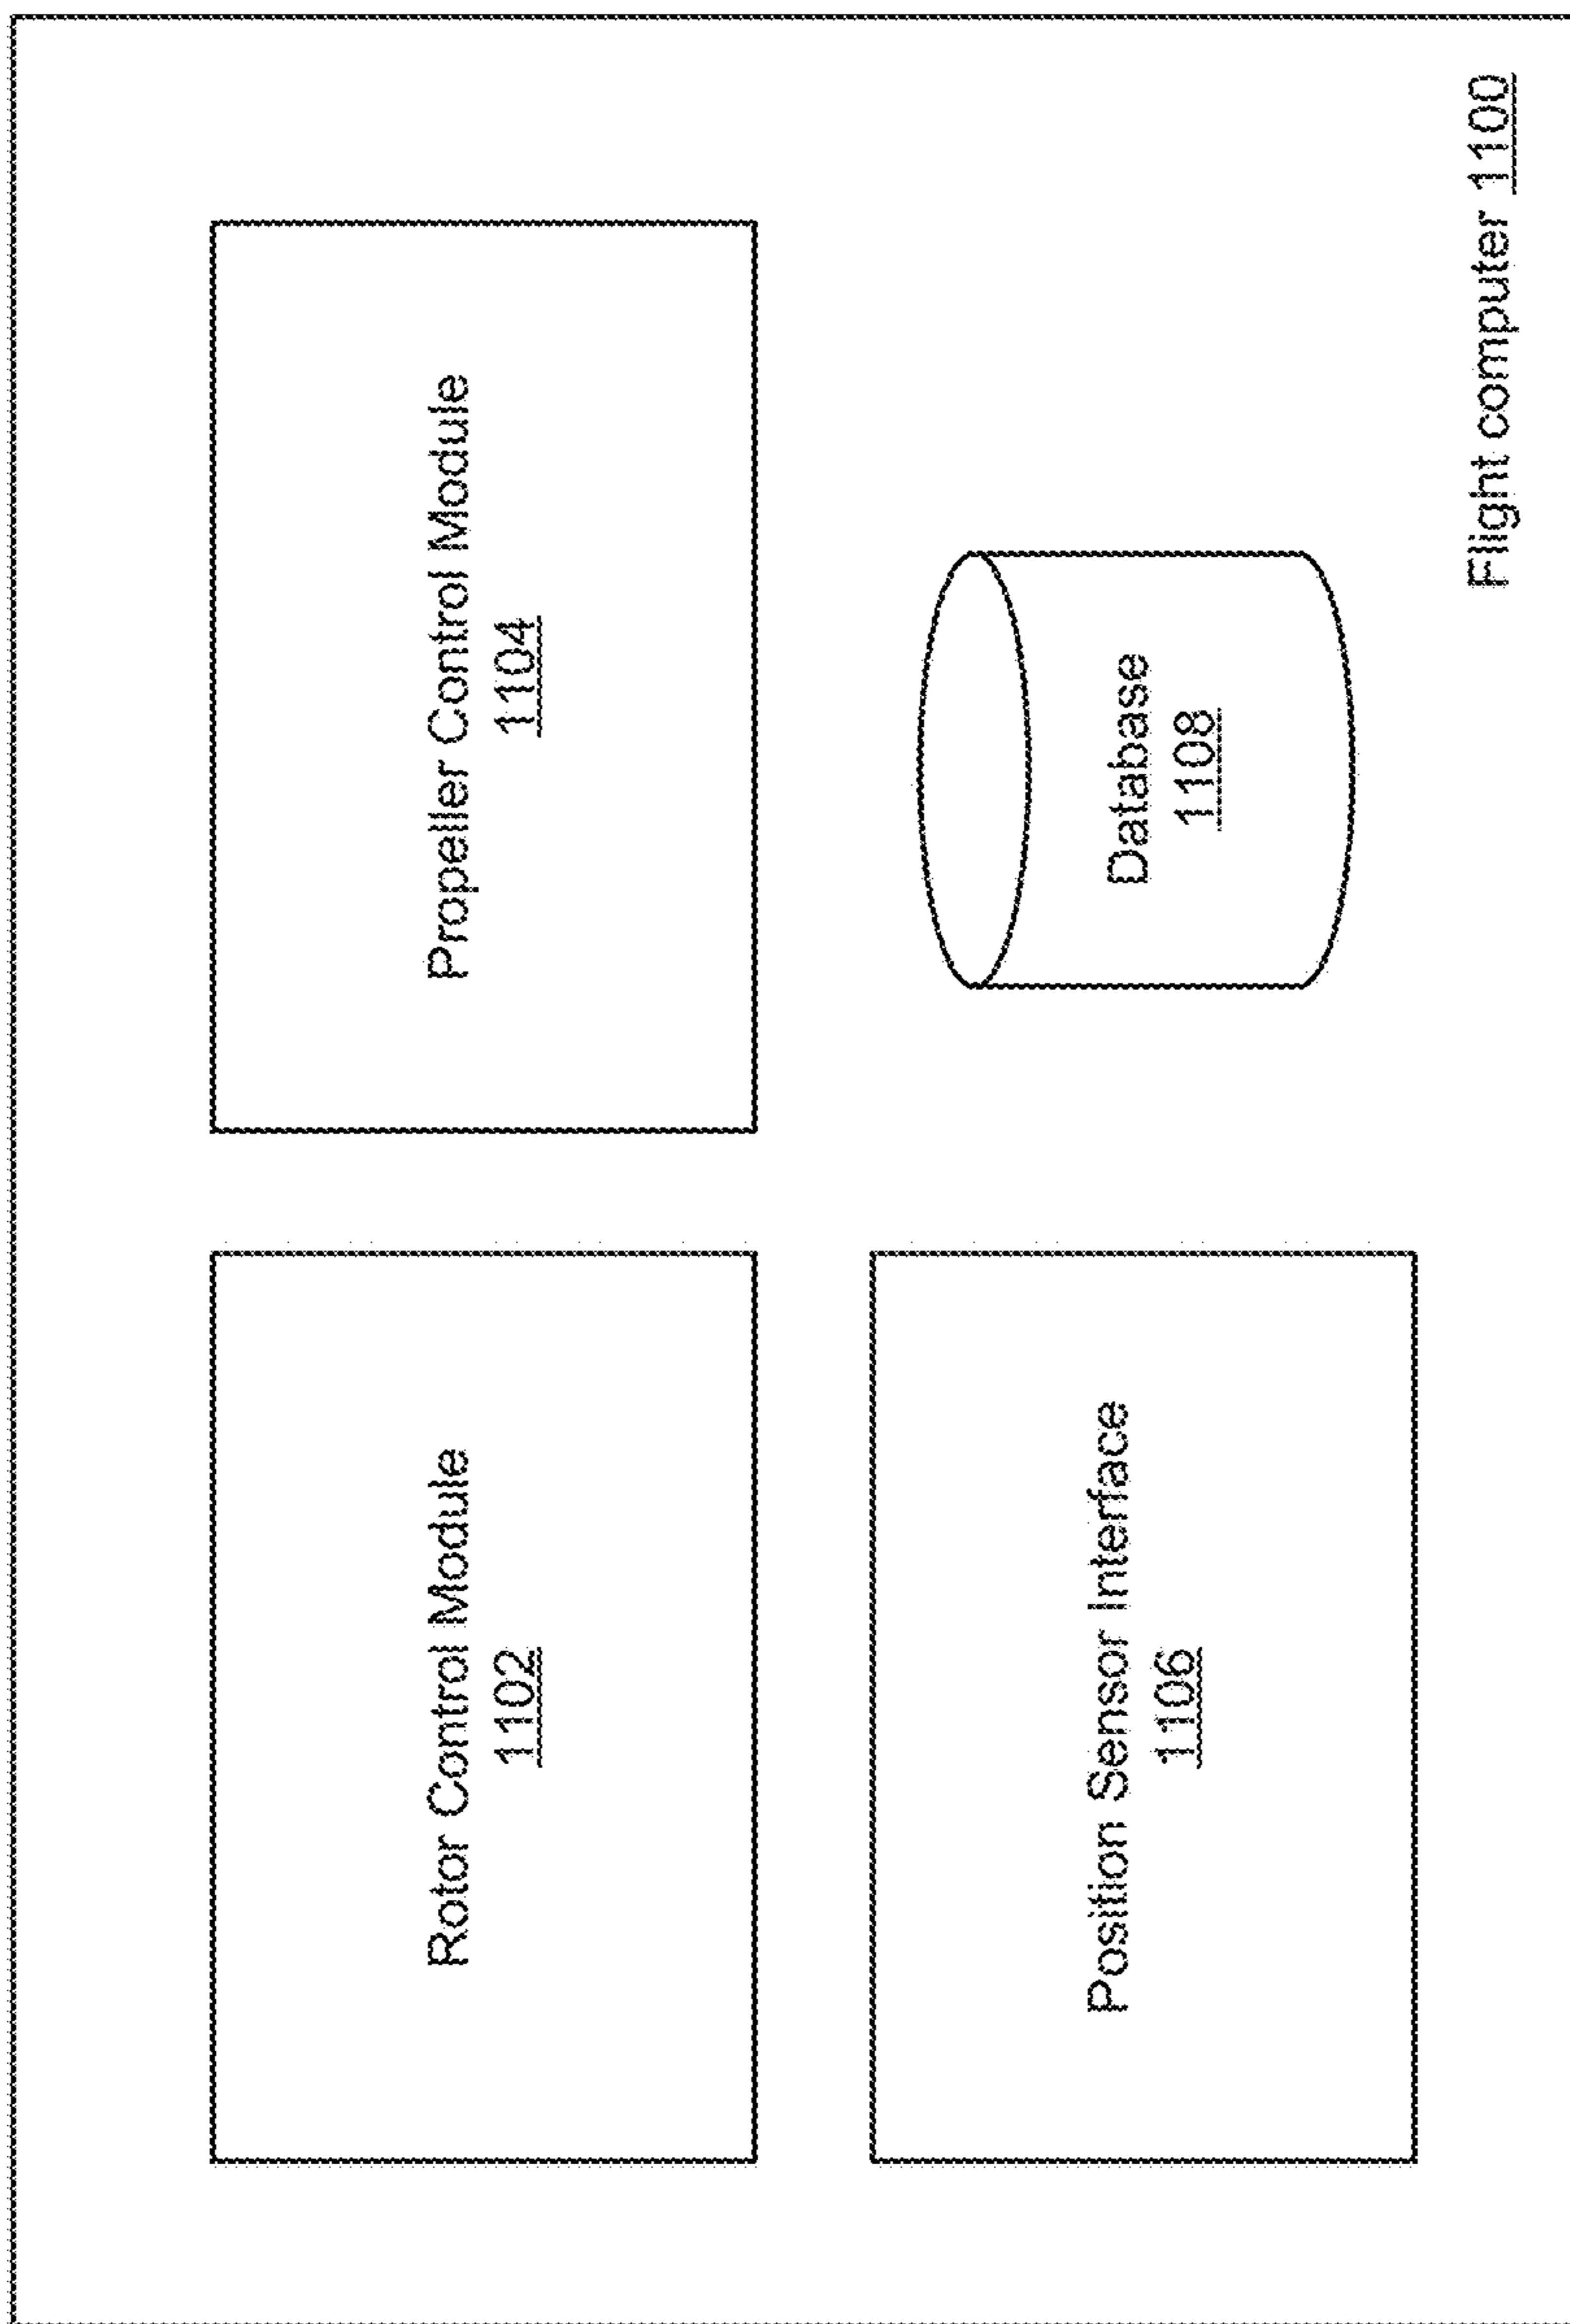 Rotor Control Module
1102
Propeller Control Module
1104
Position Sensor Interface
1106
Database
1108
Flight computer 1100